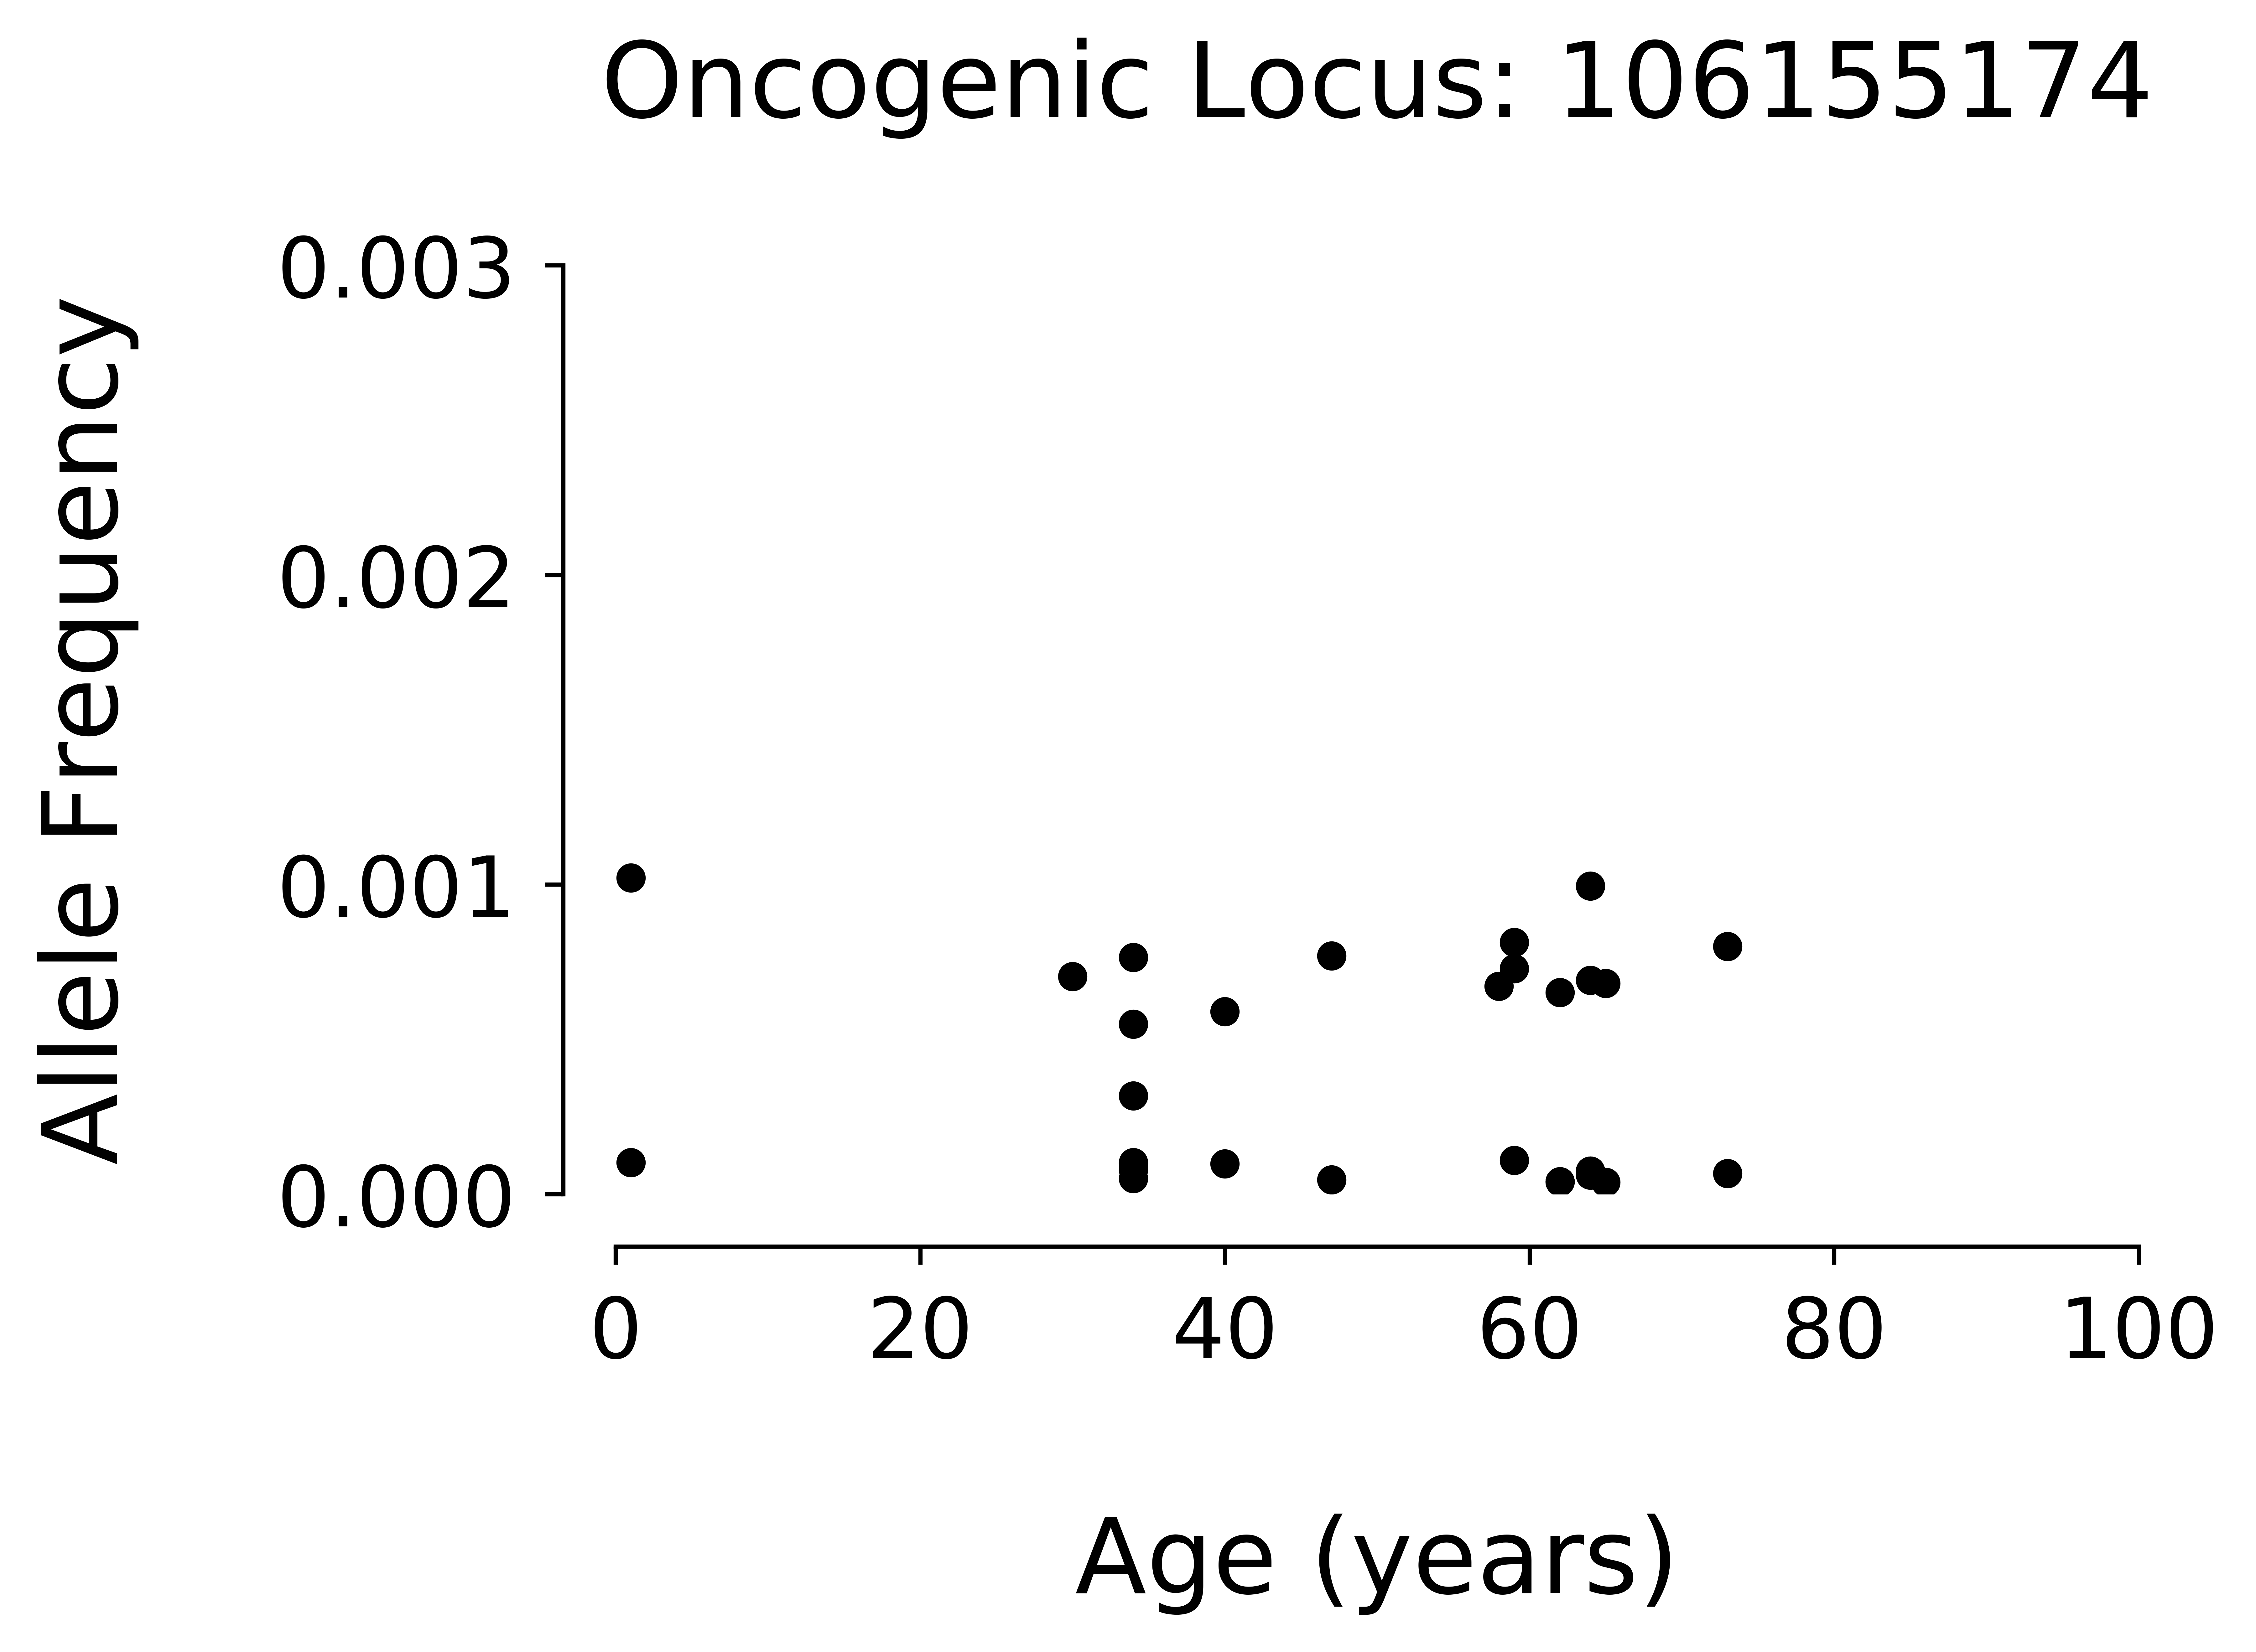 Oncogenic Locus: 106155174
Allele Frequency
0.003
0.002
0.001
0.000
0 20 40 60 80 100
Age (years)